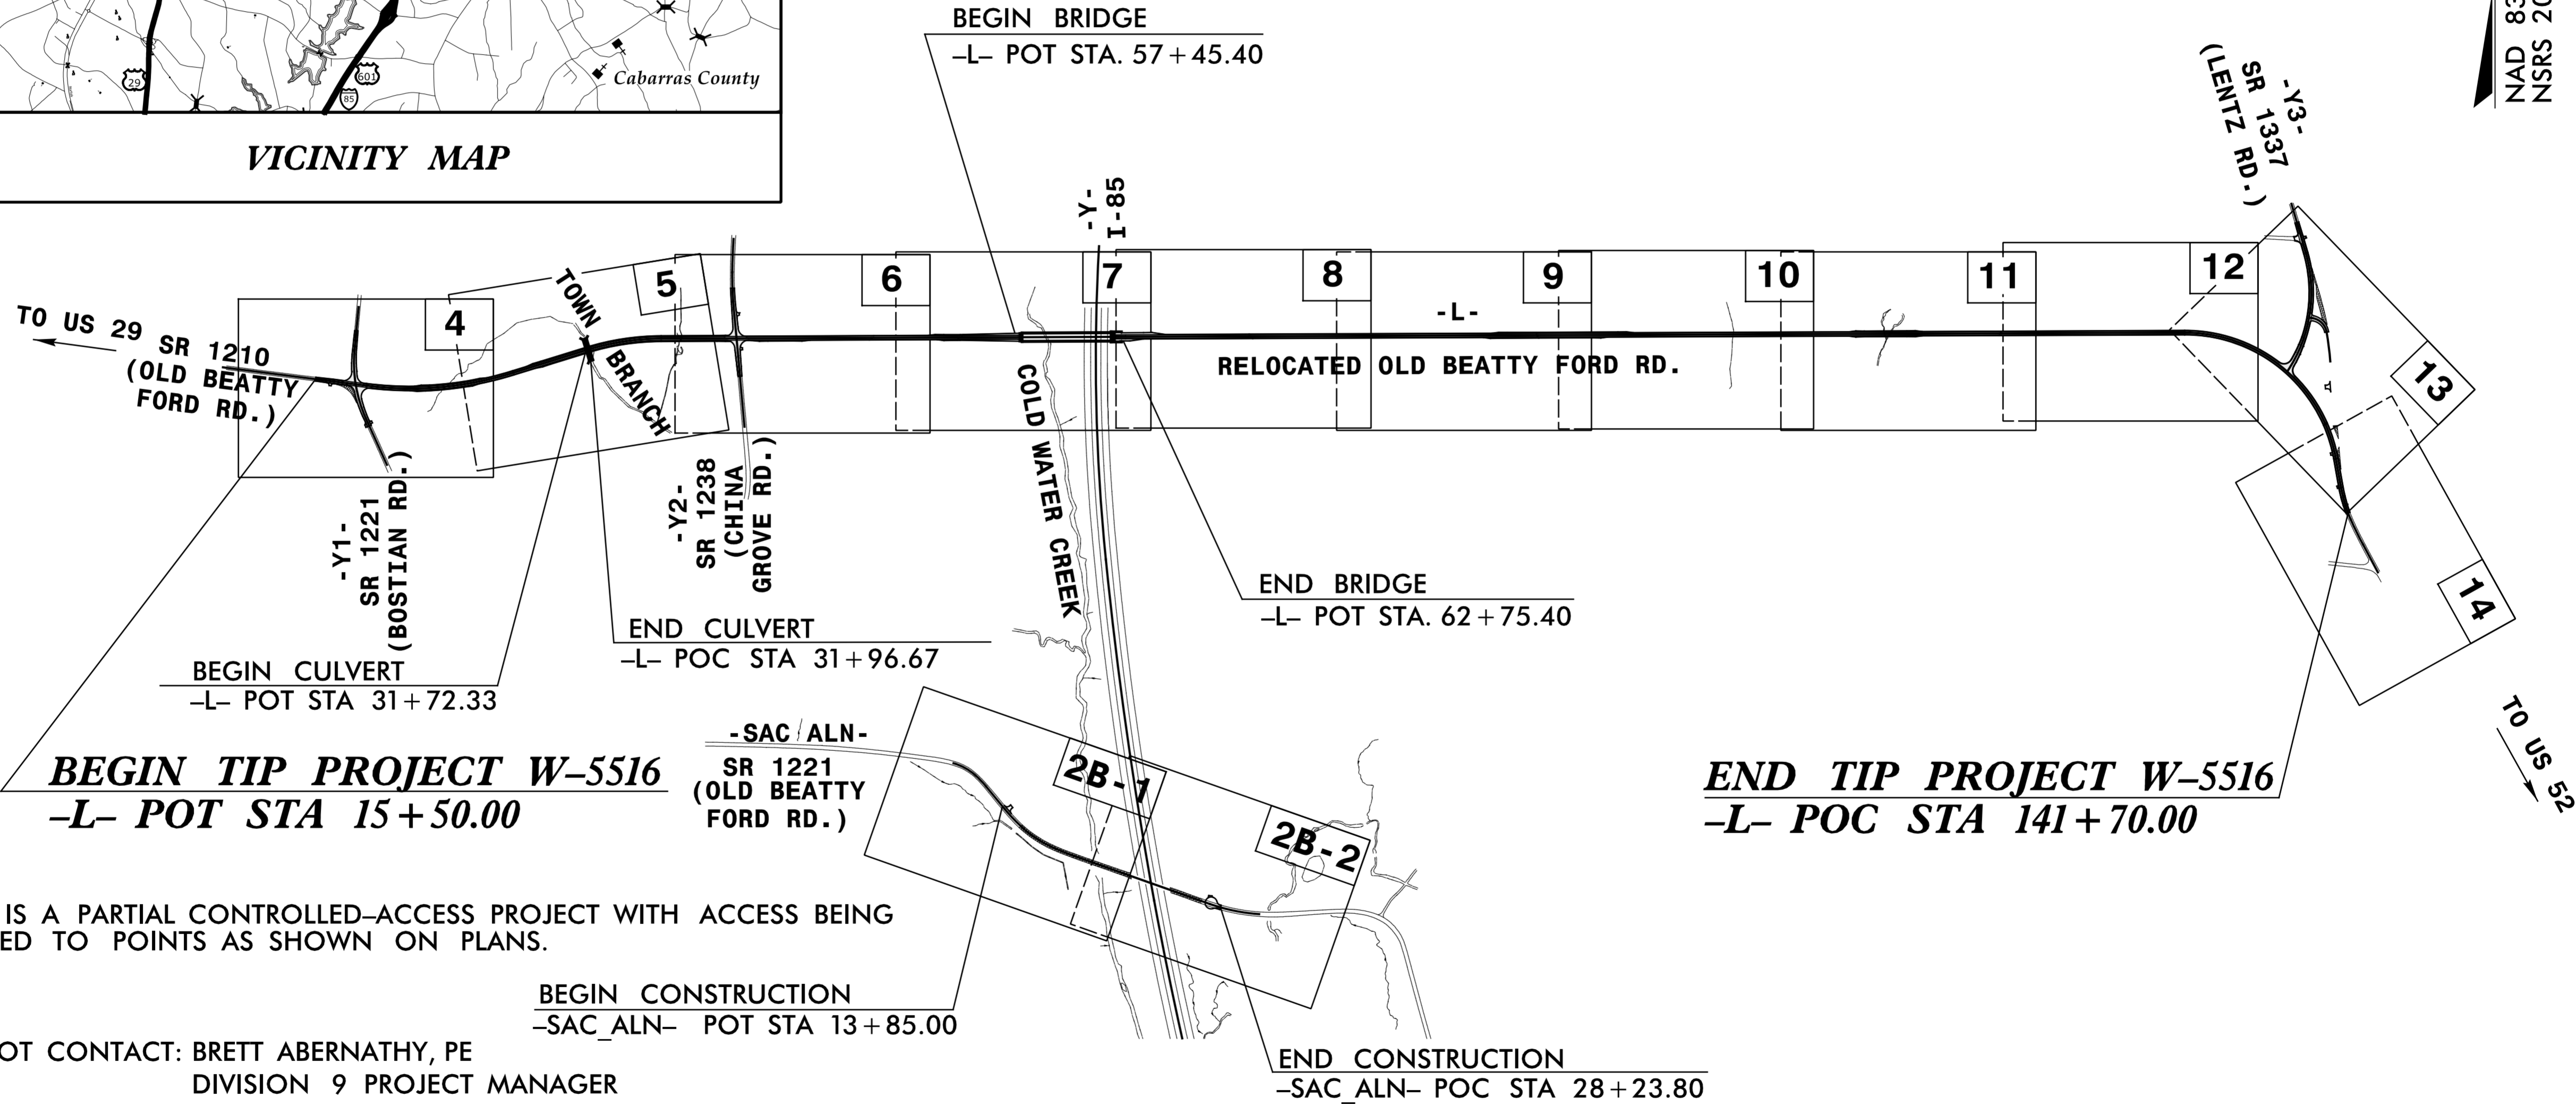 29
601
85
Cabarras County
VICINITY MAP
BEGIN BRIDGE
–L– POT STA. 57+45.40
NAD 83
NSRS 20
-Y-
I-85
-Y3-
SR 1337
(LENTZ RD.)
4
5
6
7
8
9
10
11
12
13
14
TO US 29 SR 1210
(OLD BEATTY
FORD RD.)
TOWN BRANCH
-L-
RELOCATED OLD BEATTY FORD RD.
COLD WATER CREEK
-Y1-
SR 1221
(BOSTIAN RD.)
-Y2-
SR 1238
(CHINA
GROVE RD.)
END BRIDGE
–L– POT STA. 62+75.40
END CULVERT
–L– POC STA 31+96.67
BEGIN CULVERT
–L– POT STA 31+72.33
BEGIN TIP PROJECT W–5516
–L– POT STA 15+50.00
-SAC ALN-
SR 1221
(OLD BEATTY
FORD RD.)
2B-1
2B-2
END TIP PROJECT W–5516
–L– POC STA 141+70.00
TO US 52
IS A PARTIAL CONTROLLED–ACCESS PROJECT WITH ACCESS BEING
ED TO POINTS AS SHOWN ON PLANS.
BEGIN CONSTRUCTION
–SAC_ALN– POT STA 13+85.00
OT CONTACT: BRETT ABERNATHY, PE
DIVISION 9 PROJECT MANAGER
END CONSTRUCTION
–SAC_ALN– POC STA 28+23.80